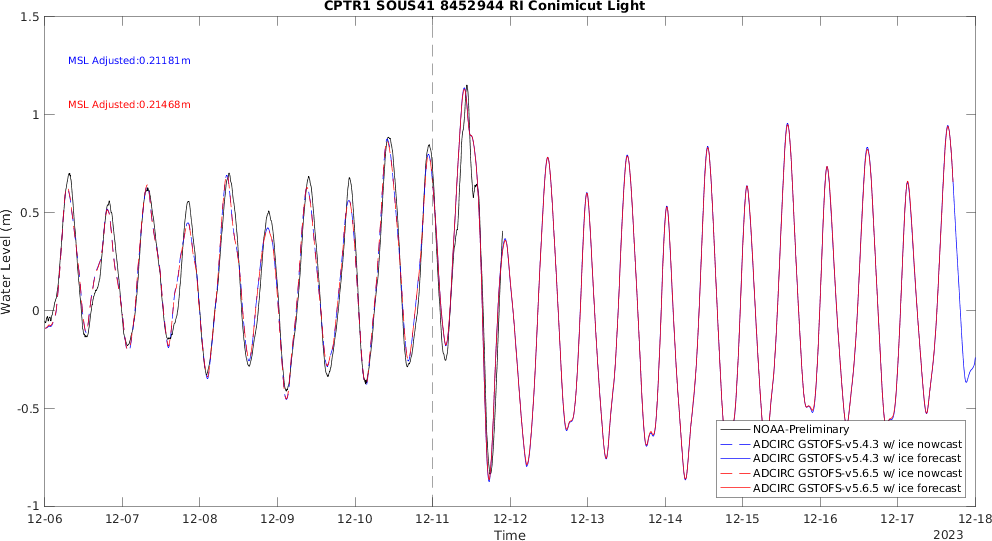 CPTR1 SOUS41 8452944 RI Conimicut Light
1.5
1
0.5
0
-0.5
-1
Water Level (m)
MSL Adjusted:0.21181m
MSL Adjusted:0.21468m
NOAA-Preliminary
ADCIRC GSTOFS-v5.4.3 w/ ice nowcast
ADCIRC GSTOFS-v5.4.3 w/ ice forecast
ADCIRC GSTOFS-v5.6.5 w/ ice nowcast
ADCIRC GSTOFS-v5.6.5 w/ ice forecast
12-06 12-07 12-08 12-09 12-10 12-11 12-12 12-13 12-14 12-15 12-16 12-17 12-18
Time
2023